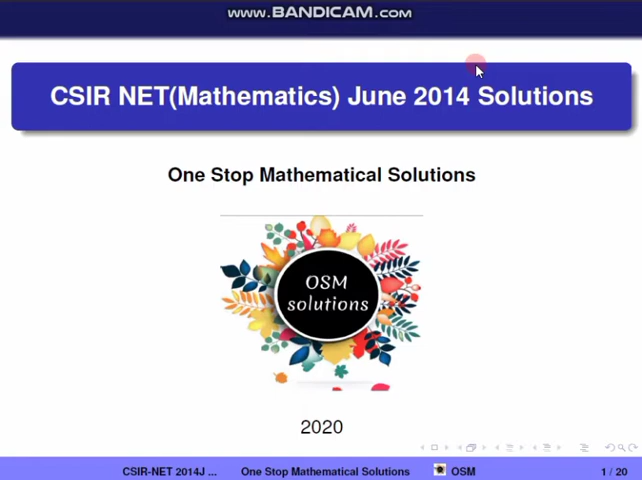 www.BANDICAM.com
CSIR NET(Mathematics) June 2014 Solutions
One Stop Mathematical Solutions
OSM
solutions
2020
CSIR-NET 2014J ... One Stop Mathematical Solutions OSM 1 / 20